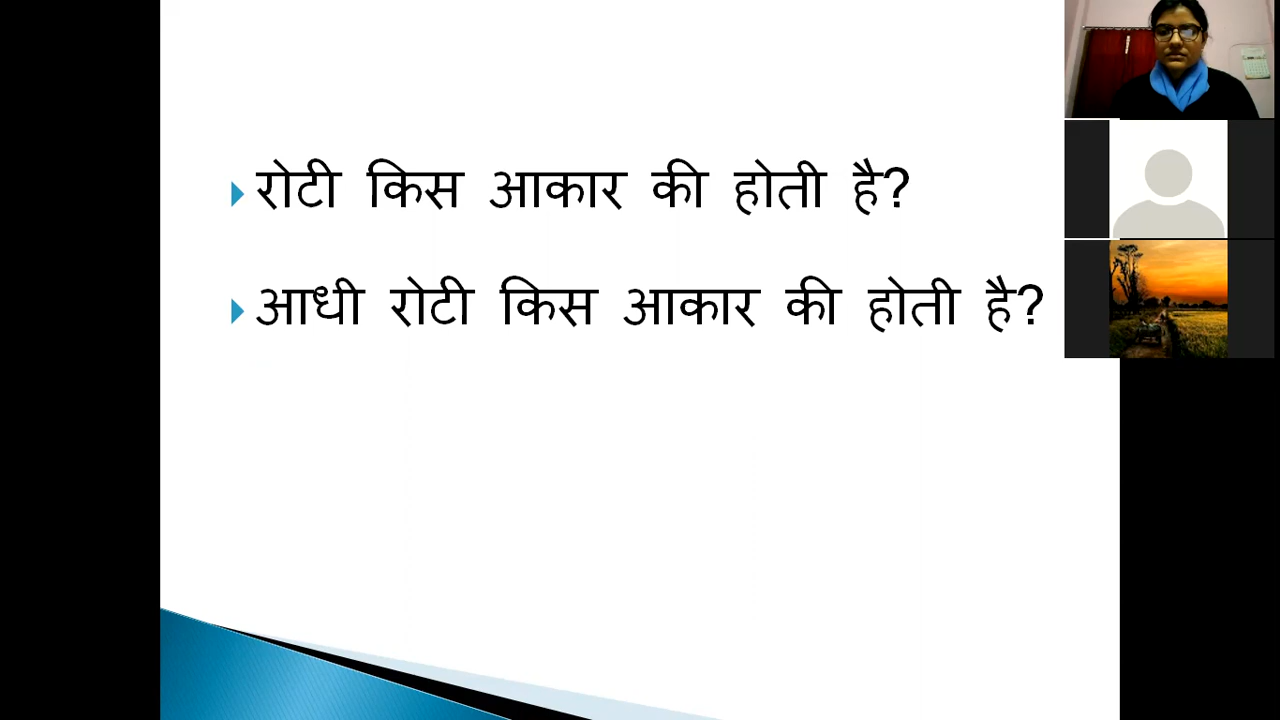 रोटी किस आकार की होती है?
आधी रोटी किस आकार की होती है?